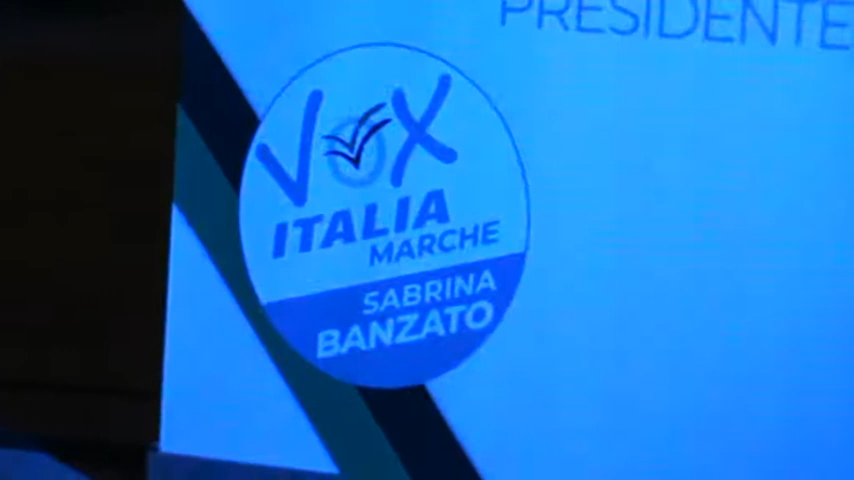 PRESIDENTE
VOX
ITALIA
MARCHE
SABRINA
BANZATO